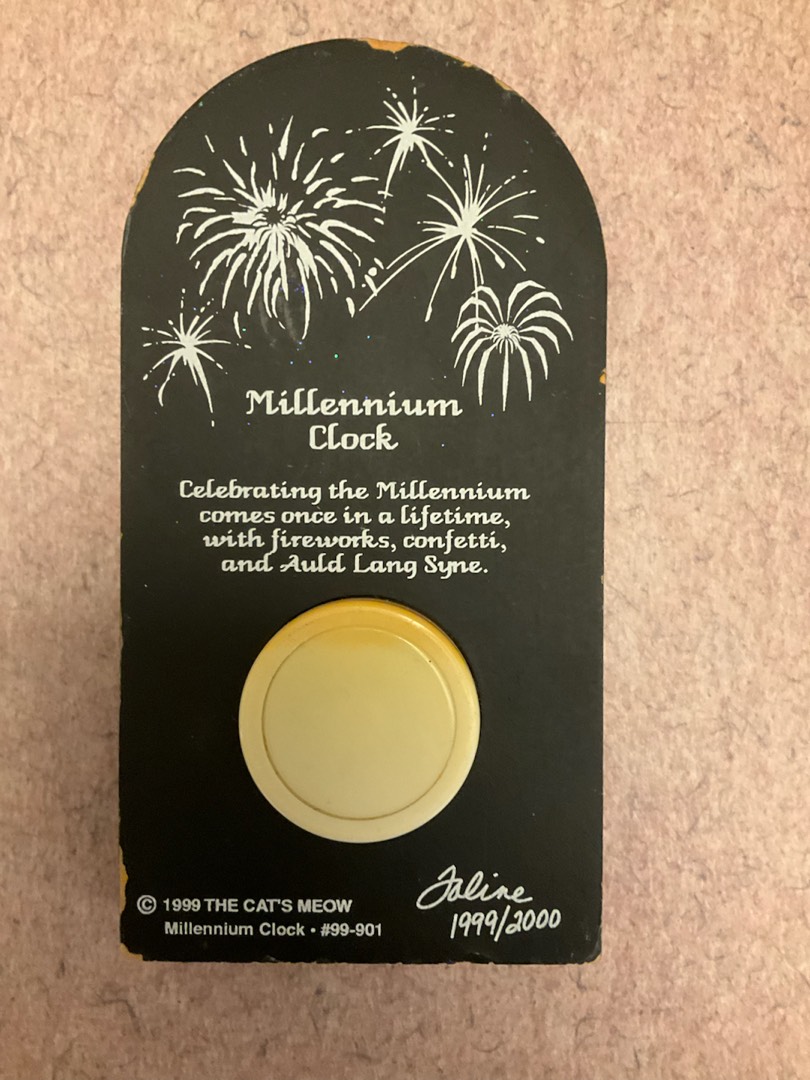 Millennium
Clock
Celebrating the Millennium
comes once in a lifetime,
with fireworks, confetti,
and Auld Lang Syne.
© 1999 THE CAT'S MEOW
Millennium Clock • #99-901
Faline
1999/2000